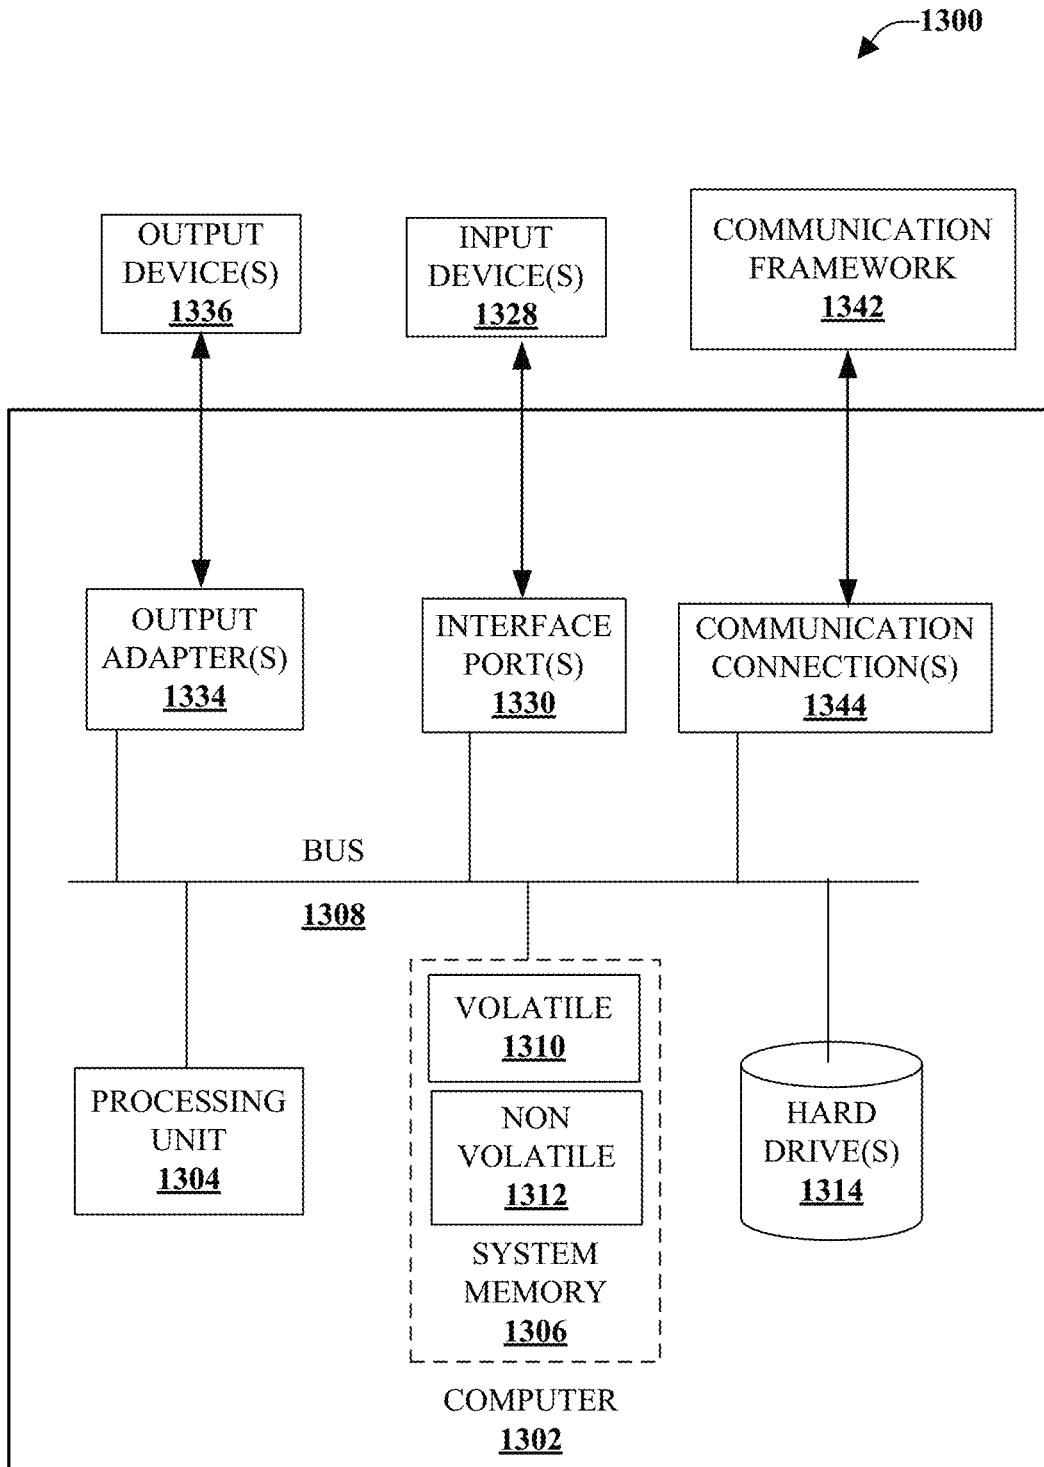 1300
OUTPUT
DEVICE(S)
1336
INPUT
DEVICE(S)
1328
COMMUNICATION
FRAMEWORK
1342
OUTPUT
ADAPTER(S)
1334
INTERFACE
PORT(S)
1330
COMMUNICATION
CONNECTION(S)
1344
BUS
1308
PROCESSING
UNIT
1304
VOLATILE
1310
NON
VOLATILE
1312
SYSTEM
MEMORY
1306
HARD
DRIVE(S)
1314
COMPUTER
1302